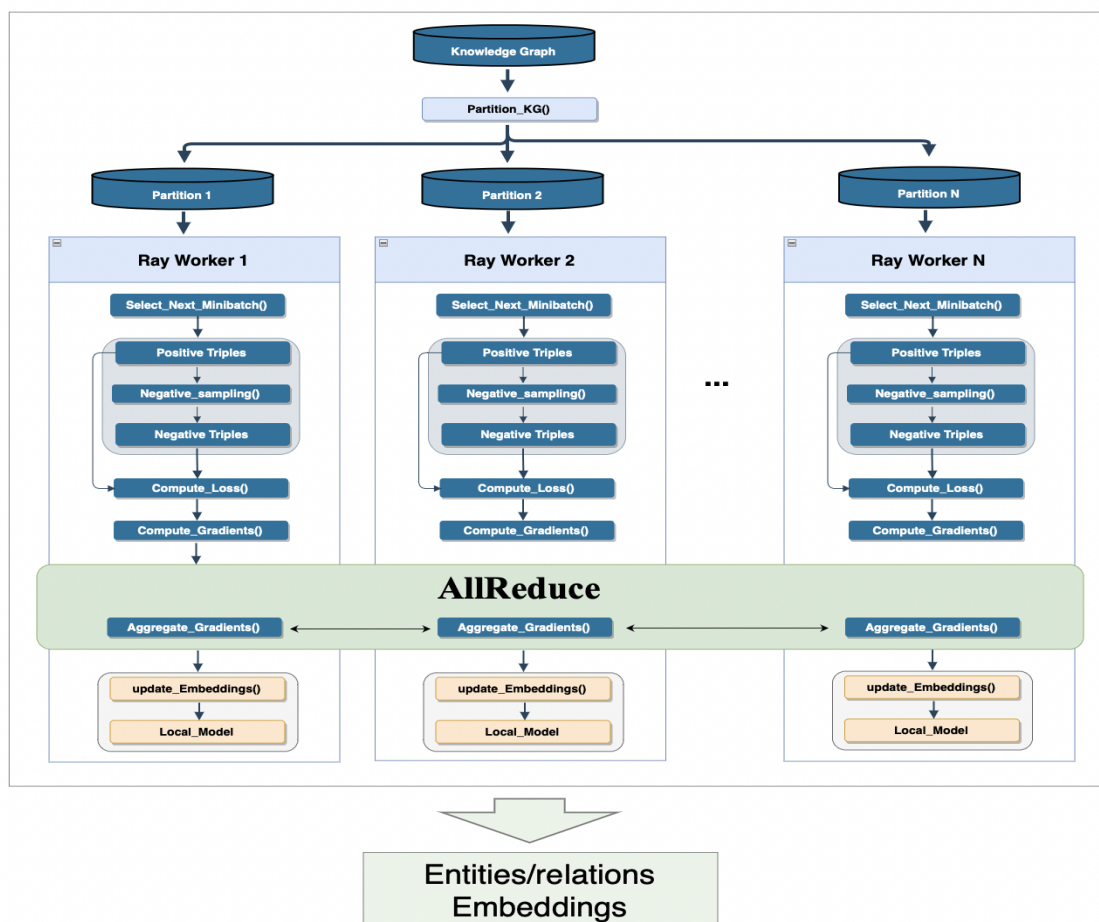 Knowledge Graph
Partition_KG()
Partition 1
Partition 2
Partition N
Ray Worker 1
Ray Worker 2
Ray Worker N
Select_Next_Minibatch()
Select_Next_Minibatch()
Select_Next_Minibatch()
Positive Triples
Positive Triples
Positive Triples
Negative_sampling()
Negative_sampling()
Negative_sampling()
Negative Triples
Negative Triples
Negative Triples
...
Compute_Loss()
Compute_Loss()
Compute_Loss()
Compute_Gradients()
Compute_Gradients()
Compute_Gradients()
AllReduce
Aggregate_Gradients()
Aggregate_Gradients()
Aggregate_Gradients()
update_Embeddings()
update_Embeddings()
update_Embeddings()
Local_Model
Local_Model
Local_Model
Entities/relations
Embeddings